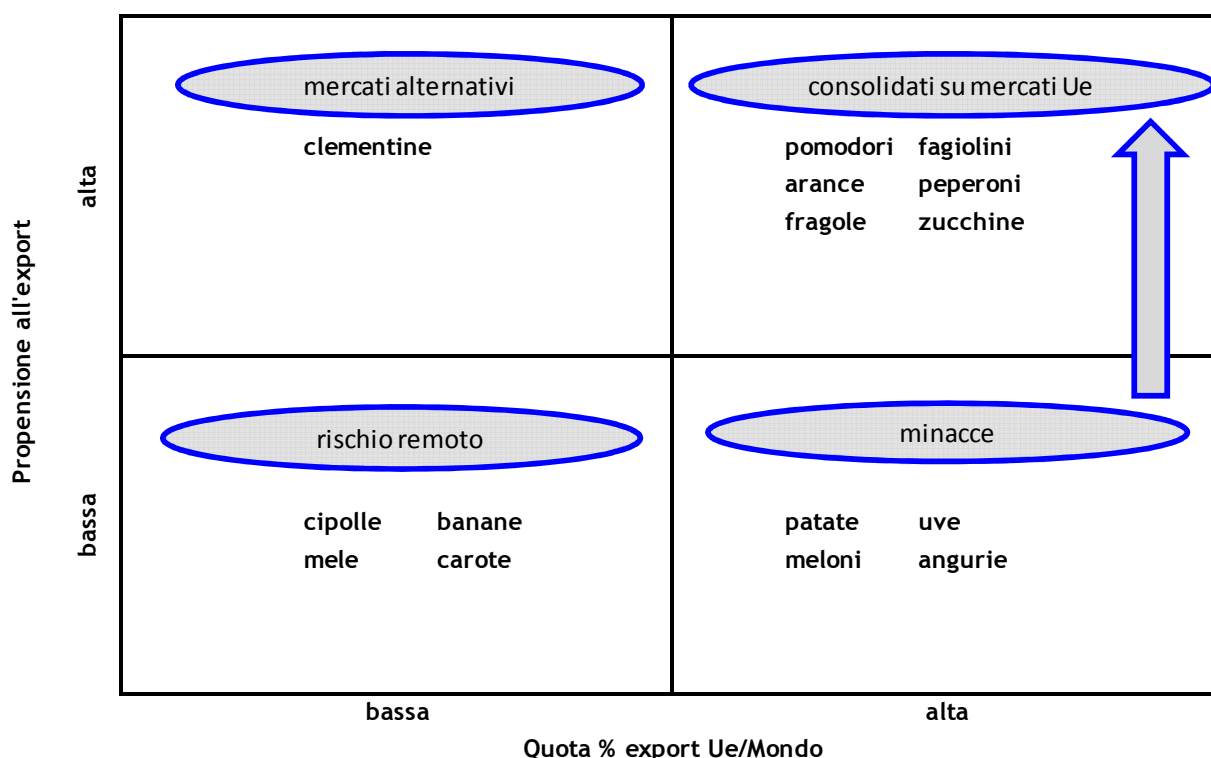 mercati alternativi
consolidati su mercati Ue
clementine
pomodori fagiolini
arance peperoni
fragole zucchine
alta
Propensione all'export
rischio remoto
minacce
cipolle banane
mele carote
patate uve
meloni angurie
bassa
bassa
alta
Quota % export Ue/Mondo